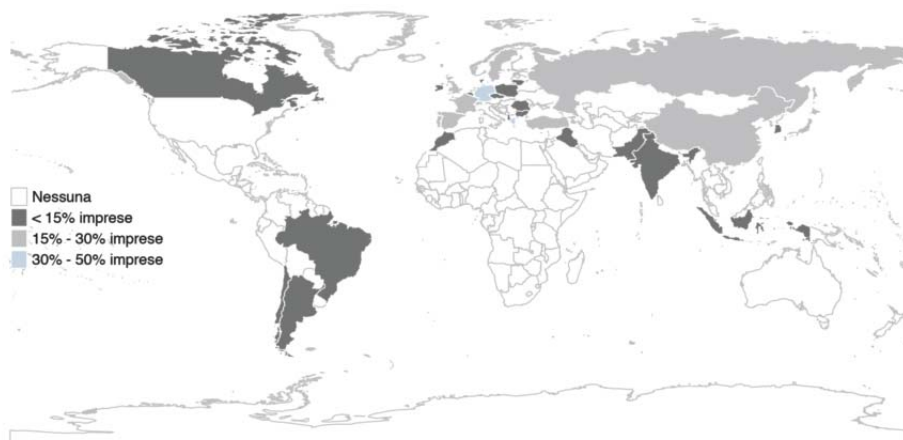 Nessuna
< 15% imprese
15% - 30% imprese
30% - 50% imprese